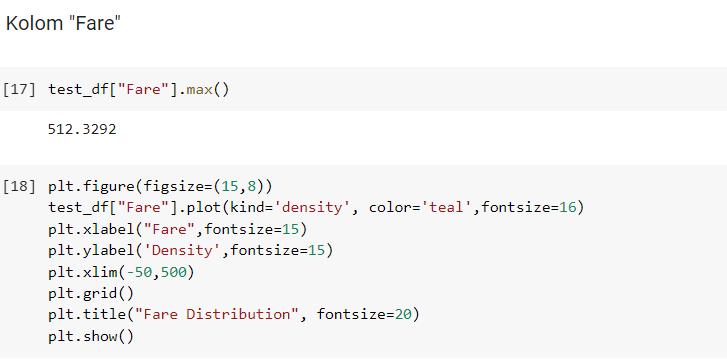 Kolom "Fare"
[17] test_df["Fare"].max()
512.3292
[18] plt.figure(figsize=(15,8))
test_df["Fare"].plot(kind='density', color='teal',fontsize=16)
plt.xlabel("Fare",fontsize=15)
plt.ylabel('Density',fontsize=15)
plt.xlim(-50,500)
plt.grid()
plt.title("Fare Distribution", fontsize=20)
plt.show()